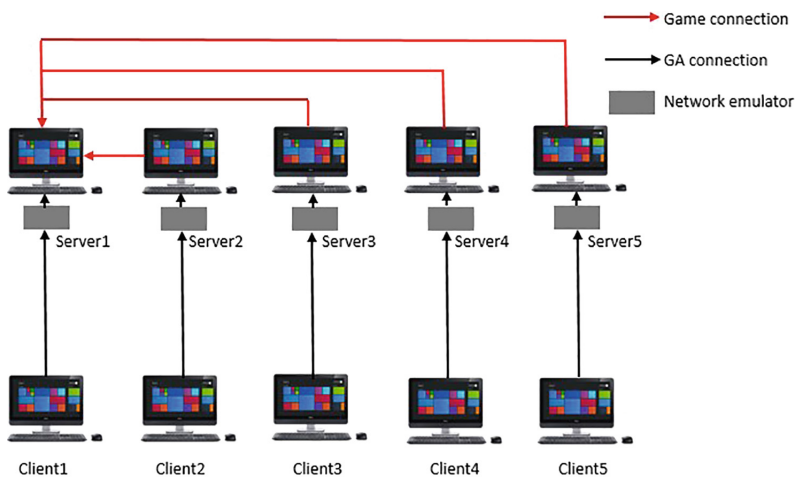 Game connection
GA connection
Network emulator
Server1
Server2
Server3
Server4
Server5
Client1
Client2
Client3
Client4
Client5